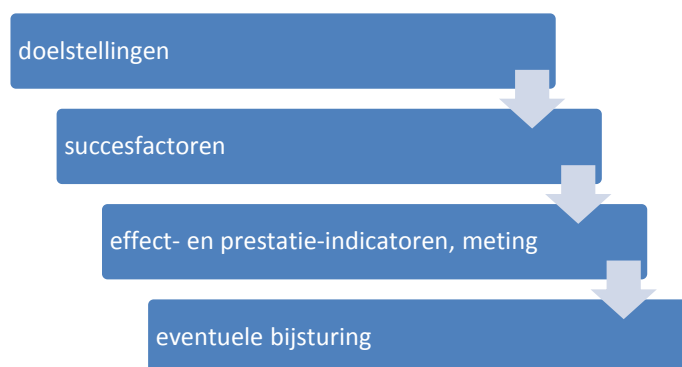 doelstellingen
succesfactoren
effect- en prestatie-indicatoren, meting
eventuele bijsturing